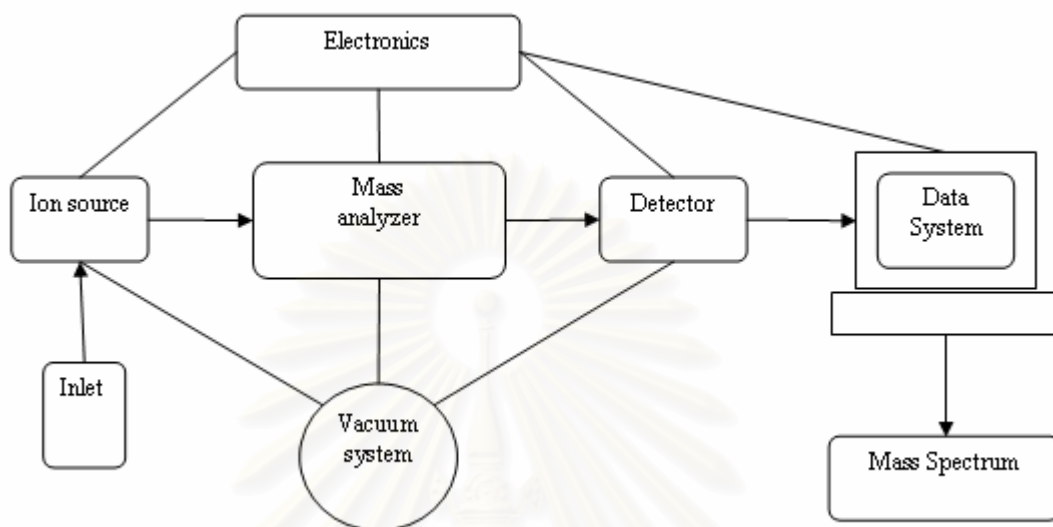 Electronics
Ion source
Mass
analyzer
Detector
Data
System
Inlet
Vacuum
system
Mass Spectrum